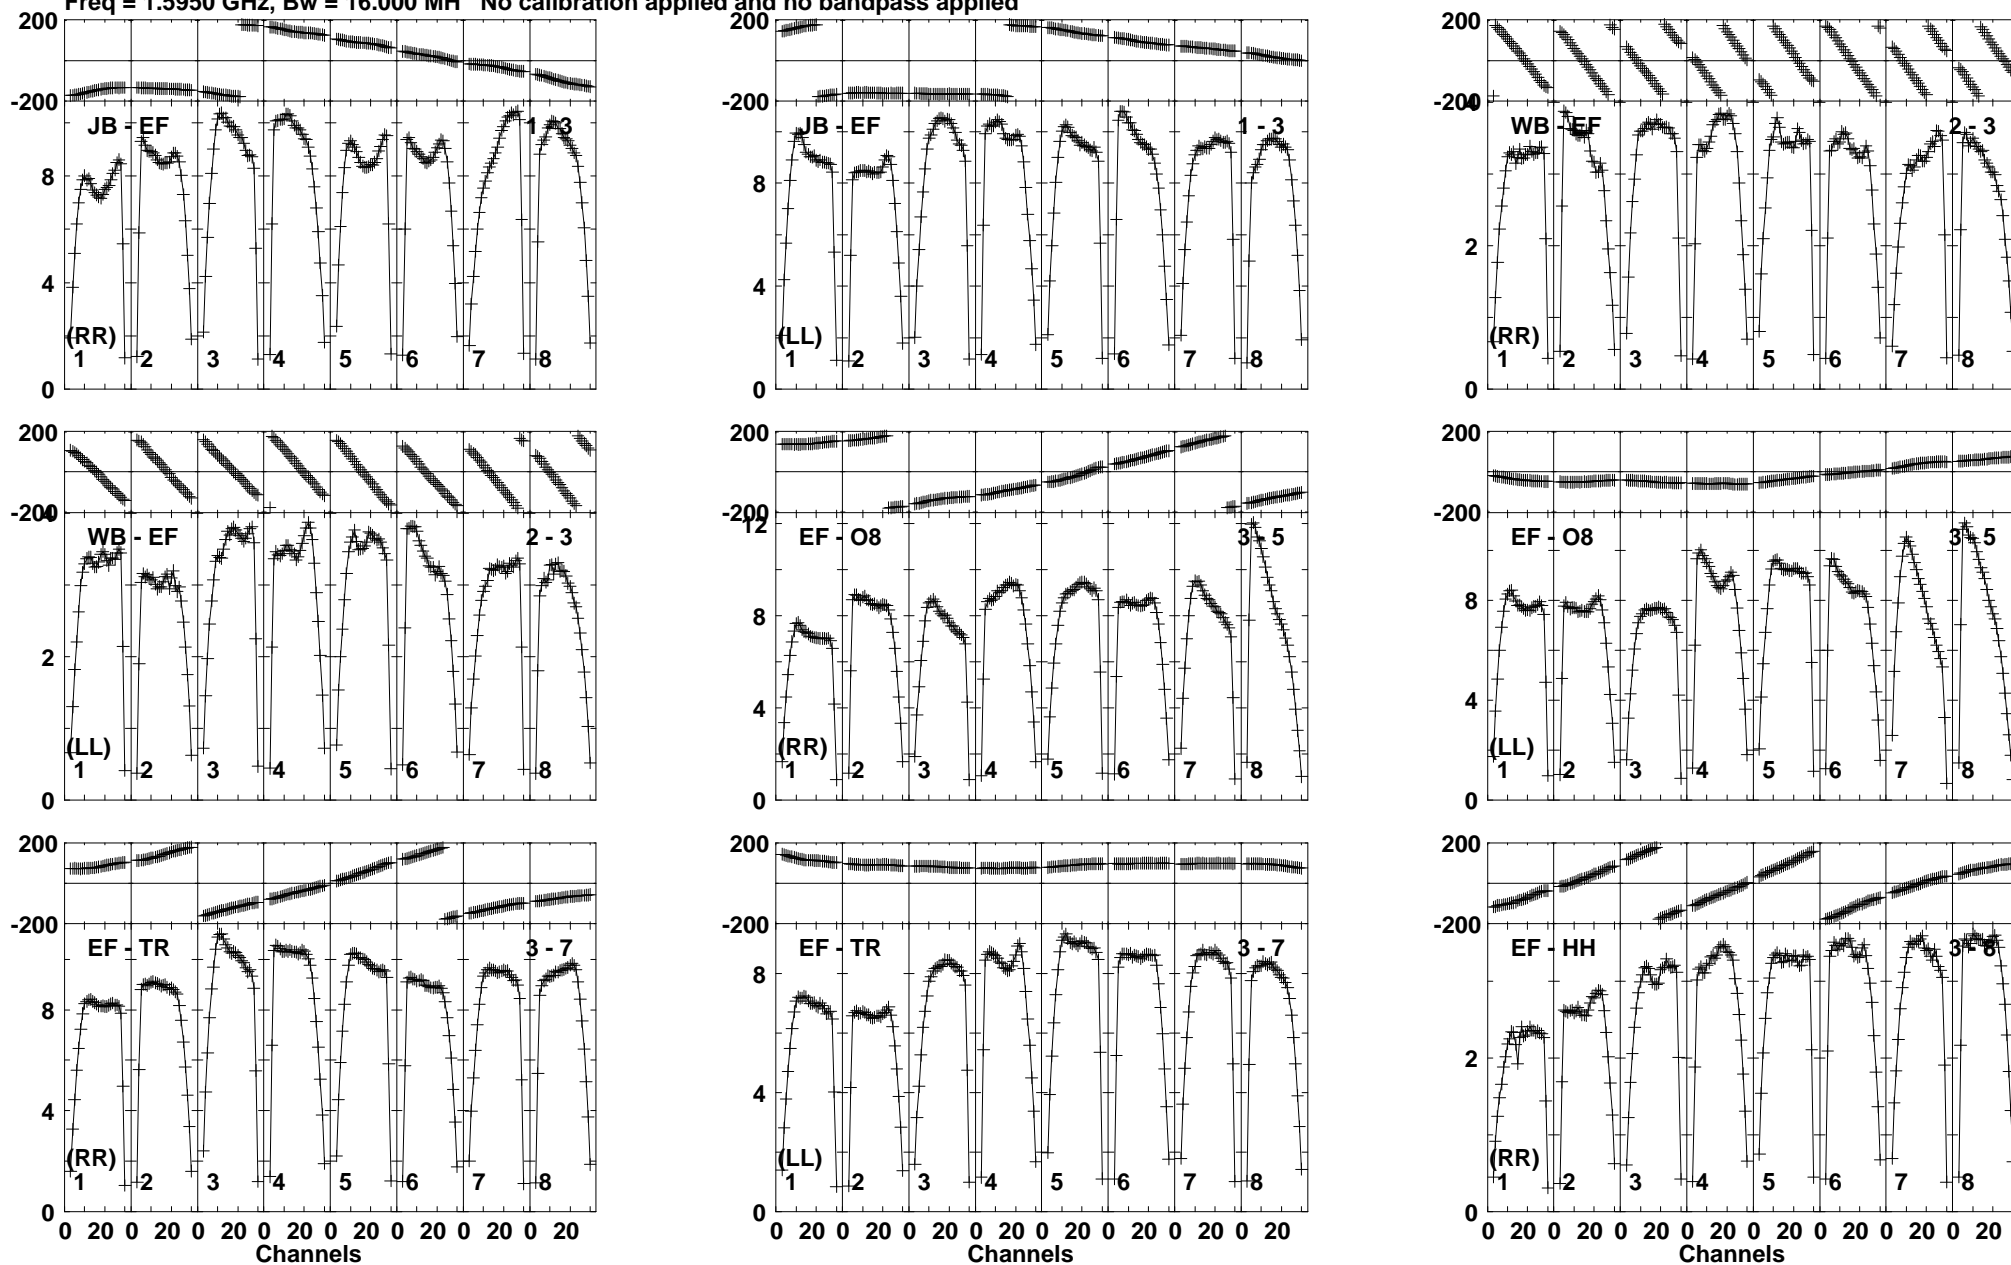 Freq = 1.5950 GHz, Bw = 16.000 MH No calibration applied and no bandpass applied
200 200 200
-200 -200 -200 4
JB - EF 1 - 3 JB - EF 1 - 3 WB - EF 2 - 3
8 8
2
4 4
(RR) (LL) (RR)
1 2 3 4 5 6 7 8 1 2 3 4 5 6 7 8 1 2 3 4 5 6 7 8
0 0 0
200 200 200
-200 4 -200 12 -200
WB - EF 2 - 3 EF - O8 3 - 5 EF - O8 3 - 5
8 8
2
4 4
(LL) (RR) (LL)
1 2 3 4 5 6 7 8 1 2 3 4 5 6 7 8 1 2 3 4 5 6 7 8
0 0 0
200 200 200
-200 -200 -200
EF - TR 3 - 7 EF - TR 3 - 7 EF - HH 3 - 8
8 8
2
4 4
(RR) (LL) (RR)
1 2 3 4 5 6 7 8 1 2 3 4 5 6 7 8 1 2 3 4 5 6 7 8
0 0 0
0 20 0 20 0 20 0 20 0 20 0 20 0 20 0 20 0 20 0 20 0 20 0 20 0 20 0 20 0 20 0 20 0 20 0 20 0 20 0 20 0 20 0 20 0 20 0 20
Channels Channels Channels